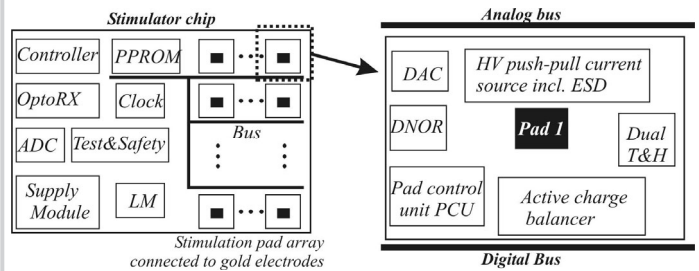 Stimulator chip
Controller
PPROM
OptoRX
Clock
ADC
Test&Safety
Bus
Supply
Module
LM
Stimulation pad array
connected to gold electrodes
Analog bus
DAC
HV push-pull current
source incl. ESD
DNOR
Pad 1
Dual
T&H
Pad control
unit PCU
Active charge
balancer
Digital Bus